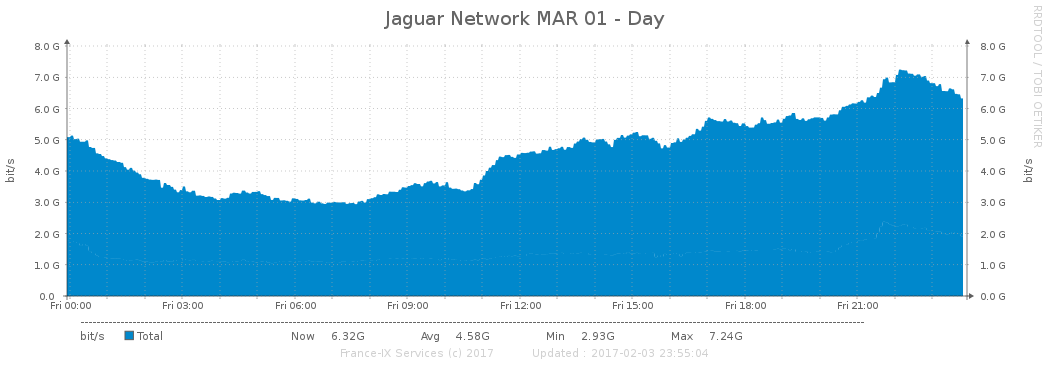 Jaguar Network MAR 01 - Day
RRDTOOL / TOBI OETIKER
bit/s
8.0 G 8.0 G
7.0 G 7.0 G
6.0 G 6.0 G
5.0 G 5.0 G
4.0 G 4.0 G
3.0 G 3.0 G
2.0 G 2.0 G
1.0 G 1.0 G
0.0 0.0 G
bit/s
Fri 00:00 Fri 03:00 Fri 06:00 Fri 09:00 Fri 12:00 Fri 15:00 Fri 18:00 Fri 21:00
bit/s Total Now 6.32G Avg 4.58G Min 2.93G Max 7.24G
France-IX Services (c) 2017 Updated : 2017-02-03 23:55:04